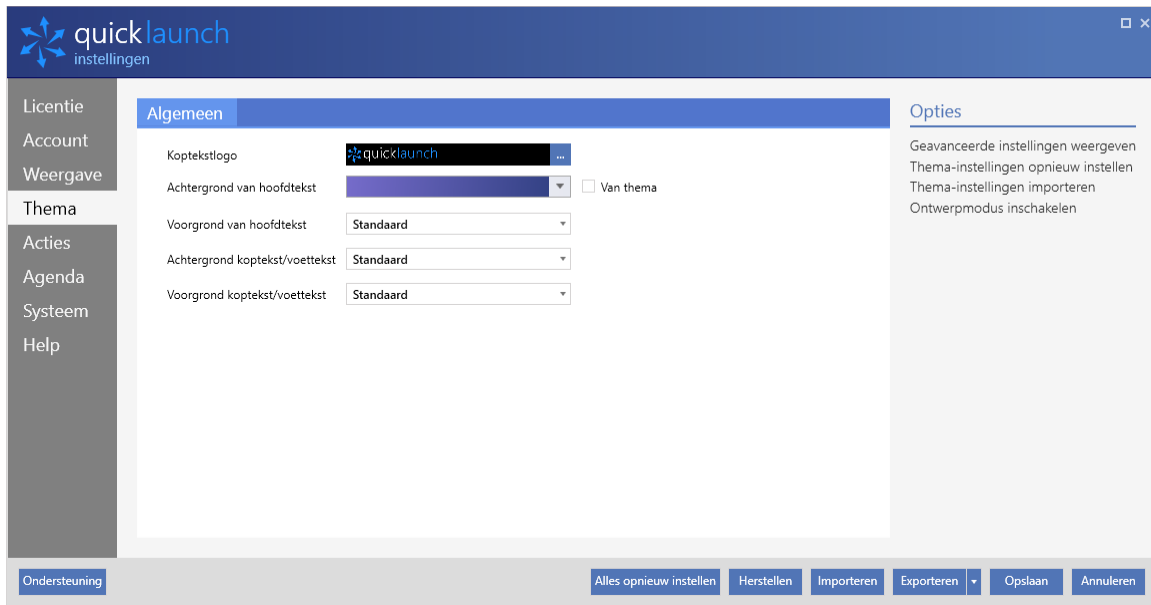 quicklaunch
instellingen
Licentie
Account
Weergave
Thema
Acties
Agenda
Systeem
Help
Algemeen
Koptekstlogo
quicklaunch
...
Achtergrond van hoofdtekst
Van thema
Voorgrond van hoofdtekst
Standaard
Achtergrond koptekst/voettekst
Standaard
Voorgrond koptekst/voettekst
Standaard
Opties
Geavanceerde instellingen weergeven
Thema-instellingen opnieuw instellen
Thema-instellingen importeren
Ontwerpmodus inschakelen
Ondersteuning
Alles opnieuw instellen
Herstellen
Importeren
Exporteren
Opslaan
Annuleren